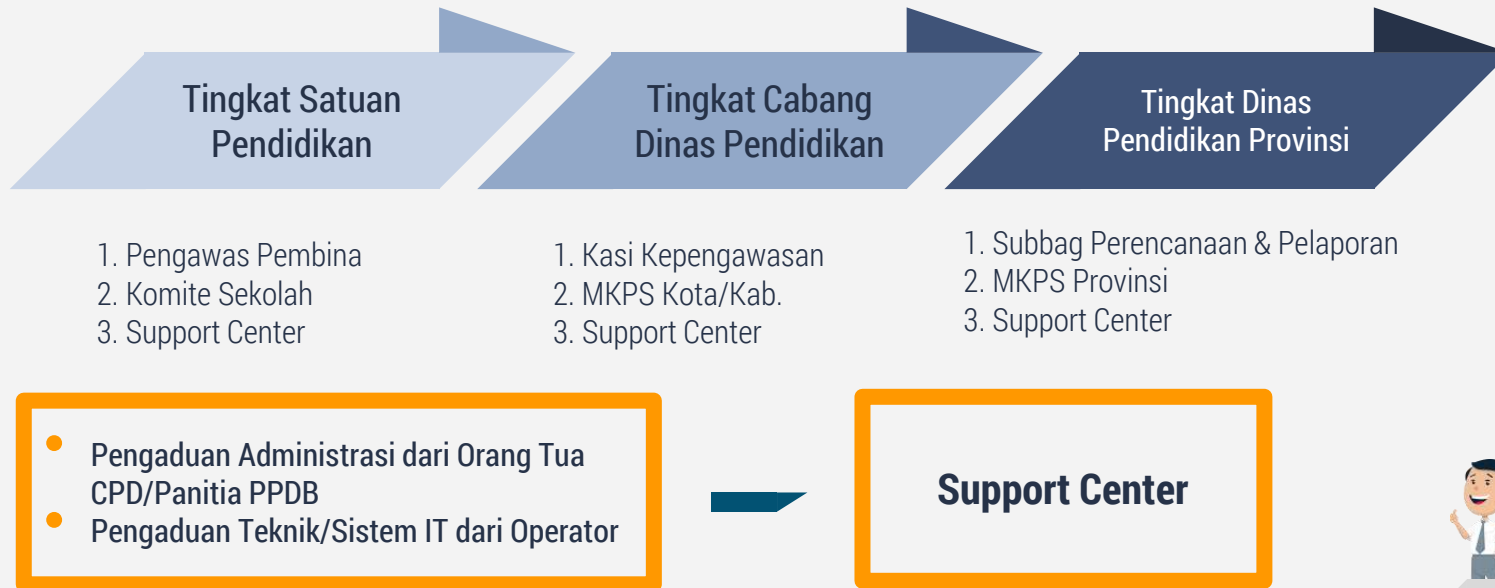 Tingkat Satuan
Pendidikan
Tingkat Cabang
Dinas Pendidikan
Tingkat Dinas
Pendidikan Provinsi
1. Pengawas Pembina
2. Komite Sekolah
3. Support Center
1. Kasi Kepengawasan
2. MKPS Kota/Kab.
3. Support Center
1. Subbag Perencanaan & Pelaporan
2. MKPS Provinsi
3. Support Center
• Pengaduan Administrasi dari Orang Tua
CPD/Panitia PPDB
• Pengaduan Teknik/Sistem IT dari Operator
Support Center